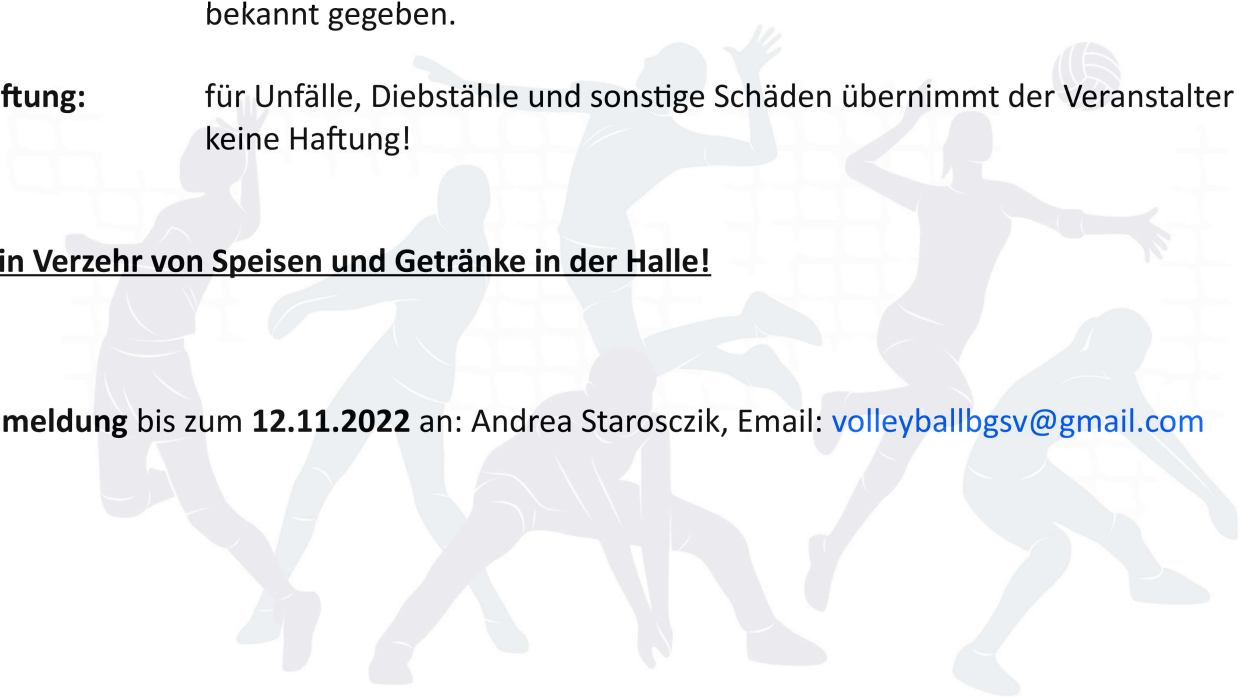 bekannt gegeben.
ftung: für Unfälle, Diebstähle und sonstige Schäden übernimmt der Veranstalter
keine Haftung!
in Verzehr von Speisen und Getränke in der Halle!
meldung bis zum 12.11.2022 an: Andrea Starosczik, Email: volleyballbgsv@gmail.com